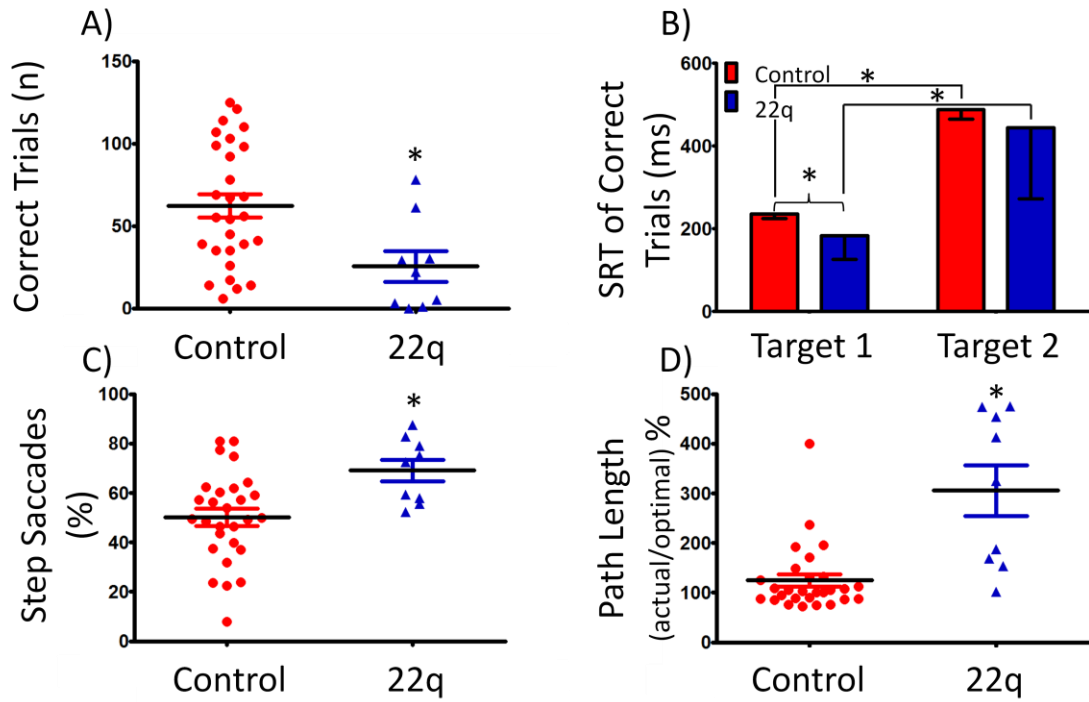 A)
Correct Trials (n)
150
100
50
0
*
Control
22q
B)
SRT of Correct
Trials (ms)
600
400
200
0
Control
22q
*
*
*
Target 1
Target 2
C)
Step Saccades
(%)
100
80
60
40
20
0
*
Control
22q
D)
Path Length
(actual/optimal) %
500
400
300
200
100
0
*
Control
22q